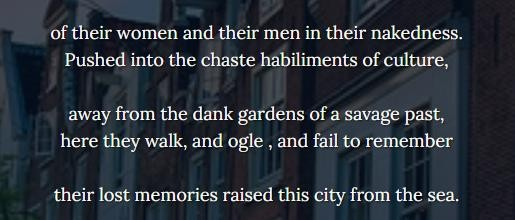 of their women and their men in their nakedness.
Pushed into the chaste habiliments of culture,
away from the dank gardens of a savage past,
here they walk, and ogle , and fail to remember
their lost memories raised this city from the sea.